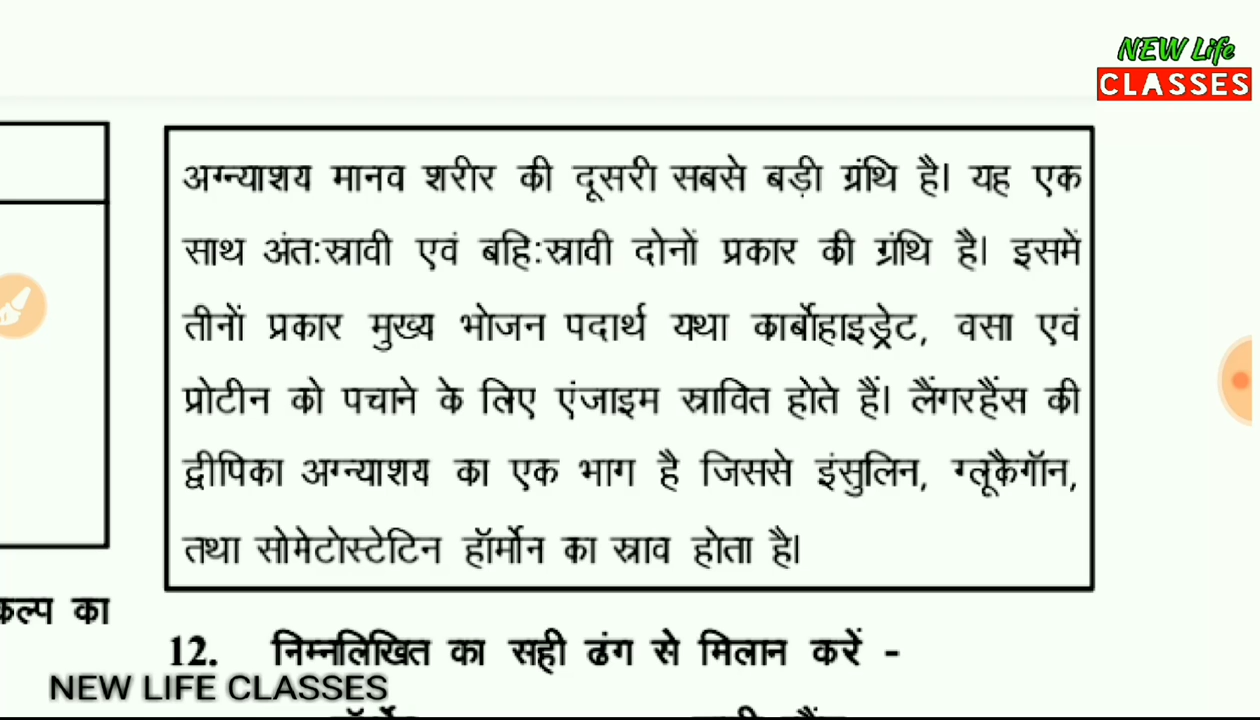 NEW Life
CLASSES
अग्न्याशय मानव शरीर की दूसरी सबसे बड़ी ग्रंथि है। यह एक
साथ अंतःस्रावी एवं बहिःस्रावी दोनों प्रकार की ग्रंथि है। इसमें
तीनों प्रकार मुख्य भोजन पदार्थ यथा कार्बोहाइड्रेट, वसा एवं
प्रोटीन को पचाने के लिए एंजाइम स्रावित होते हैं। लैंगरहैंस की
द्वीपिका अग्न्याशय का एक भाग है जिससे इंसुलिन, ग्लूकैगॉन,
तथा सोमेटोस्टेटिन हॉर्मोन का स्राव होता है।
का
12. निम्नलिखित का सही ढंग से मिलान करें -
NEW LIFE CLASSES